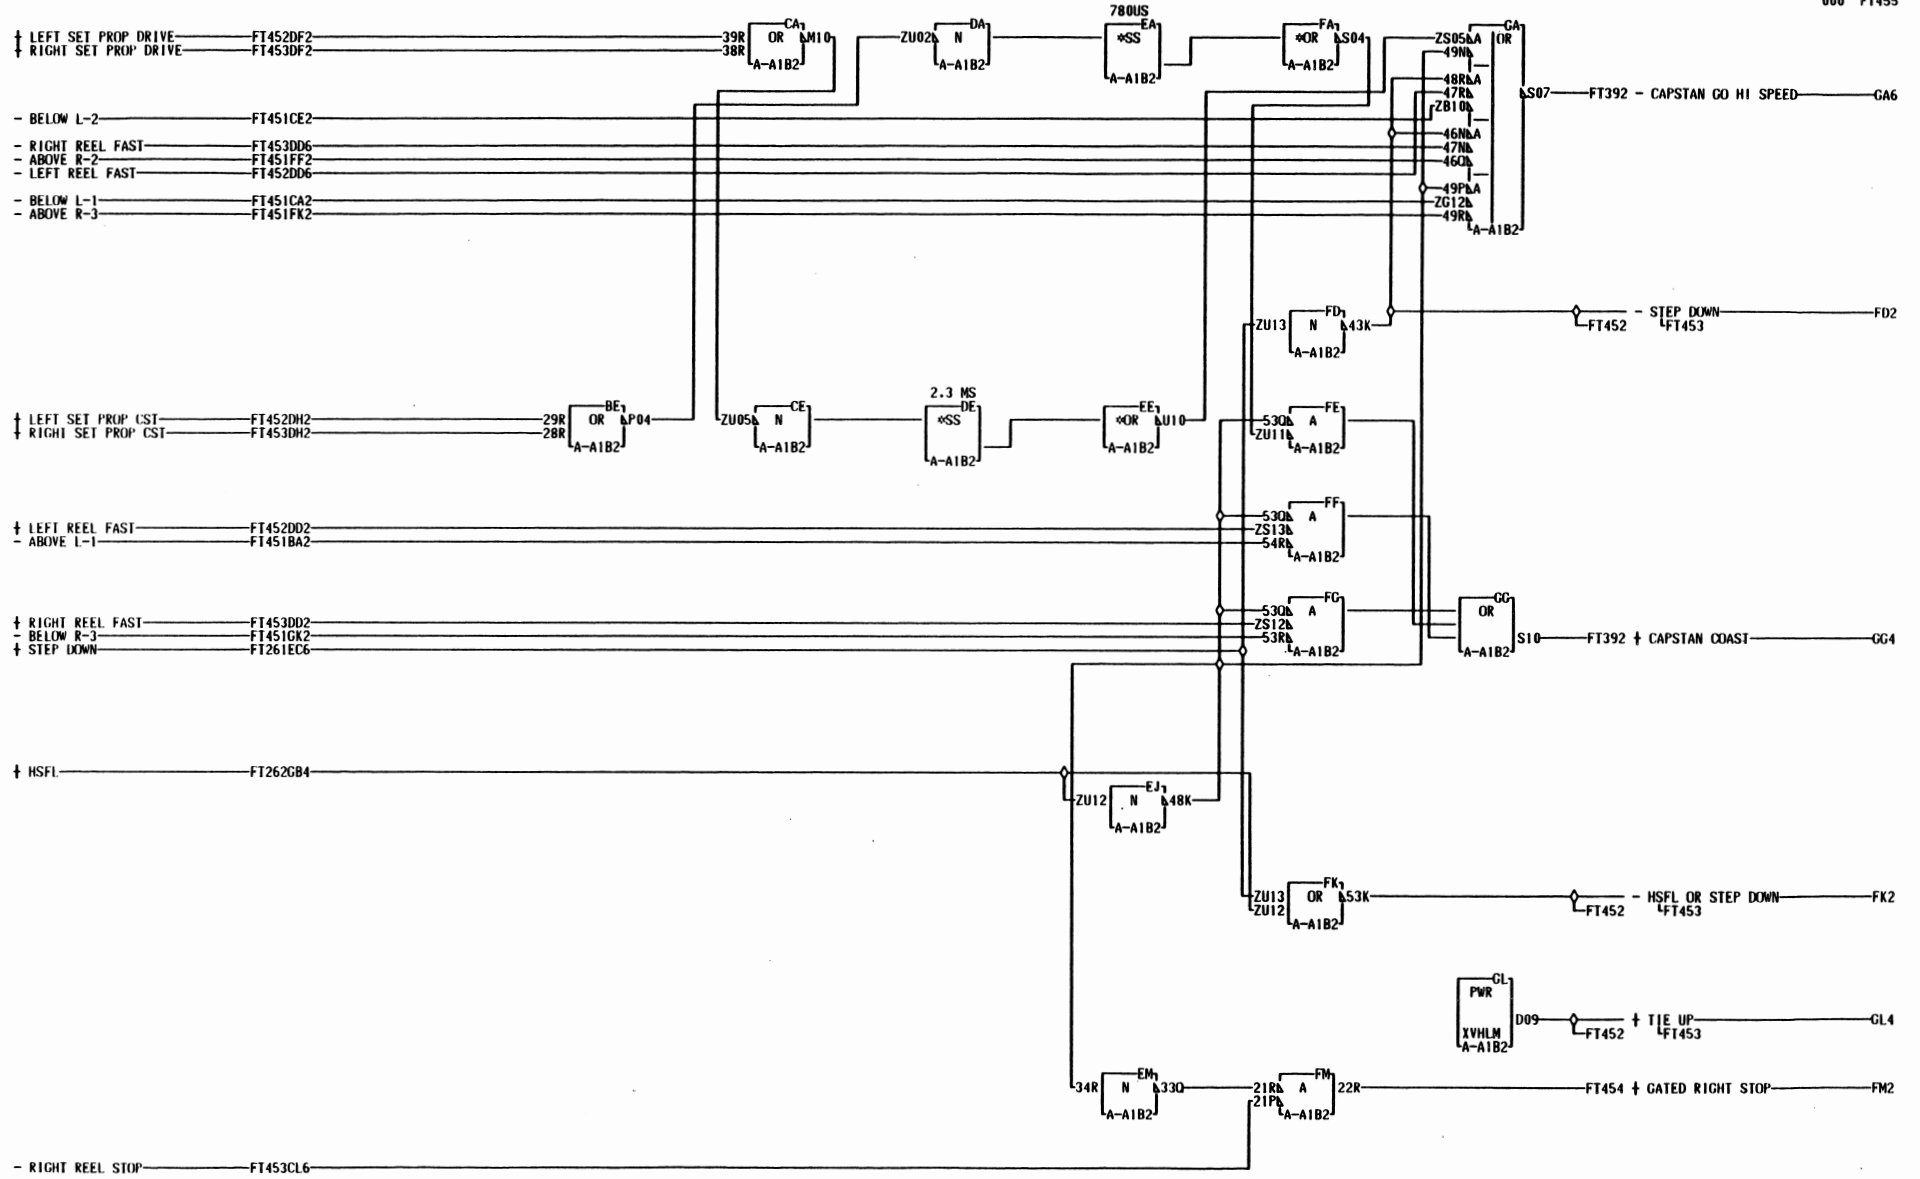 000 FT455
780US
+ LEFT SET PROP DRIVE FT452DF2 39R CA OR M10 ZU02 DA N EA *SS FA *OR S04 GA ZS05 A OR
+ RIGHT SET PROP DRIVE FT453DF2 38R 49N
A-A1B2 A-A1B2 A-A1B2 A-A1B2
48R A
47R S07 FT392 - CAPSTAN GO HI SPEED GA6
ZB10
- BELOW L-2 FT451CE2
46N A
- RIGHT REEL FAST FT453DD6 47N
- ABOVE R-2 FT451FF2 46Q
- LEFT REEL FAST FT452DD6
49P A
- BELOW L-1 FT451CA2 ZG12
- ABOVE R-3 FT451FK2 49R
A-A1B2
FD
ZU13 N 43K - STEP DOWN FD2
FT452 FT453
A-A1B2
2.3 MS
+ LEFT SET PROP CST FT452DH2 29R BE OR P04 ZU05 CE N DE *SS EE *OR U10 53Q FE A
+ RIGHT SET PROP CST FT453DH2 28R ZU11
A-A1B2 A-A1B2 A-A1B2 A-A1B2 A-A1B2
FF
53Q A
+ LEFT REEL FAST FT452DD2 ZS13
- ABOVE L-1 FT451BA2 54R
A-A1B2
FG GG
53Q A OR
+ RIGHT REEL FAST FT453DD2 ZS12
- BELOW R-3 FT451GK2 53R S10 FT392 + CAPSTAN COAST GG4
+ STEP DOWN FT261EC6 A-A1B2 A-A1B2
+ HSFL FT262GB4
EJ
ZU12 N 48K
A-A1B2
FK
ZU13 OR 53K - HSFL OR STEP DOWN FK2
ZU12 FT452 FT453
A-A1B2
GL
PWR
D09 + TIE UP GL4
XVHLM FT452 FT453
A-A1B2
EM FM
34R N 33Q 21R A 22R FT454 + GATED RIGHT STOP FM2
21P
A-A1B2 A-A1B2
- RIGHT REEL STOP FT453CL6